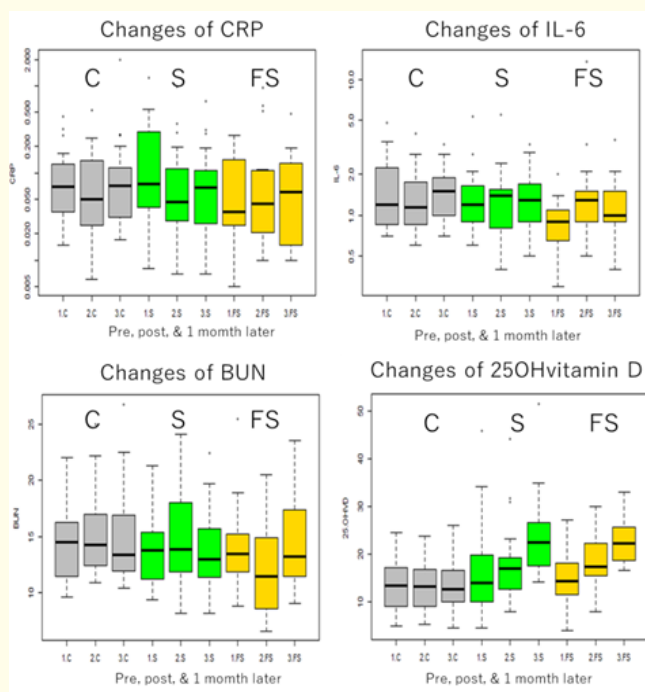 Changes of CRP
C S FS
2.000
0.500
0.200
0.050
0.020
0.005
CRP
1.C 2.C 3.C 1.S 2.S 3.S 1.FS 2.FS 3.FS
Pre, post, & 1 momth later
Changes of IL-6
C S FS
10.0
5.0
2.0
1.0
0.5
IL-6
1.C 2.C 3.C 1.S 2.S 3.S 1.FS 2.FS 3.FS
Pre, post, & 1 momth later
Changes of BUN
C S FS
25
20
15
10
BUN
1.C 2.C 3.C 1.S 2.S 3.S 1.FS 2.FS 3.FS
Pre, post, & 1 momth later
Changes of 25OHvitamin D
C S FS
50
40
30
20
10
25.OHVD
1.C 2.C 3.C 1.S 2.S 3.S 1.FS 2.FS 3.FS
Pre, post, & 1 momth later